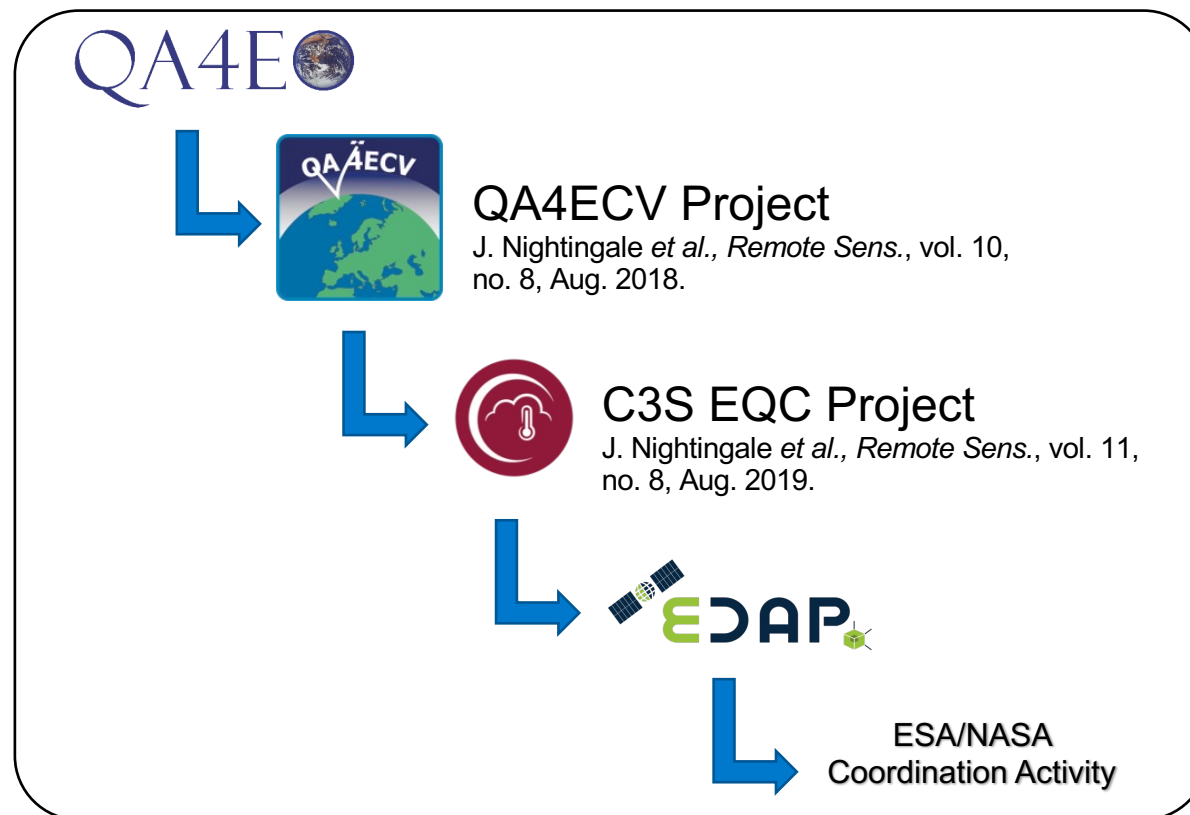 QA4EO
QA4ECV
QA4ECV Project
J. Nightingale et al., Remote Sens., vol. 10,
no. 8, Aug. 2018.
C3S EQC Project
J. Nightingale et al., Remote Sens., vol. 11,
no. 8, Aug. 2019.
EDAP
ESA/NASA
Coordination Activity